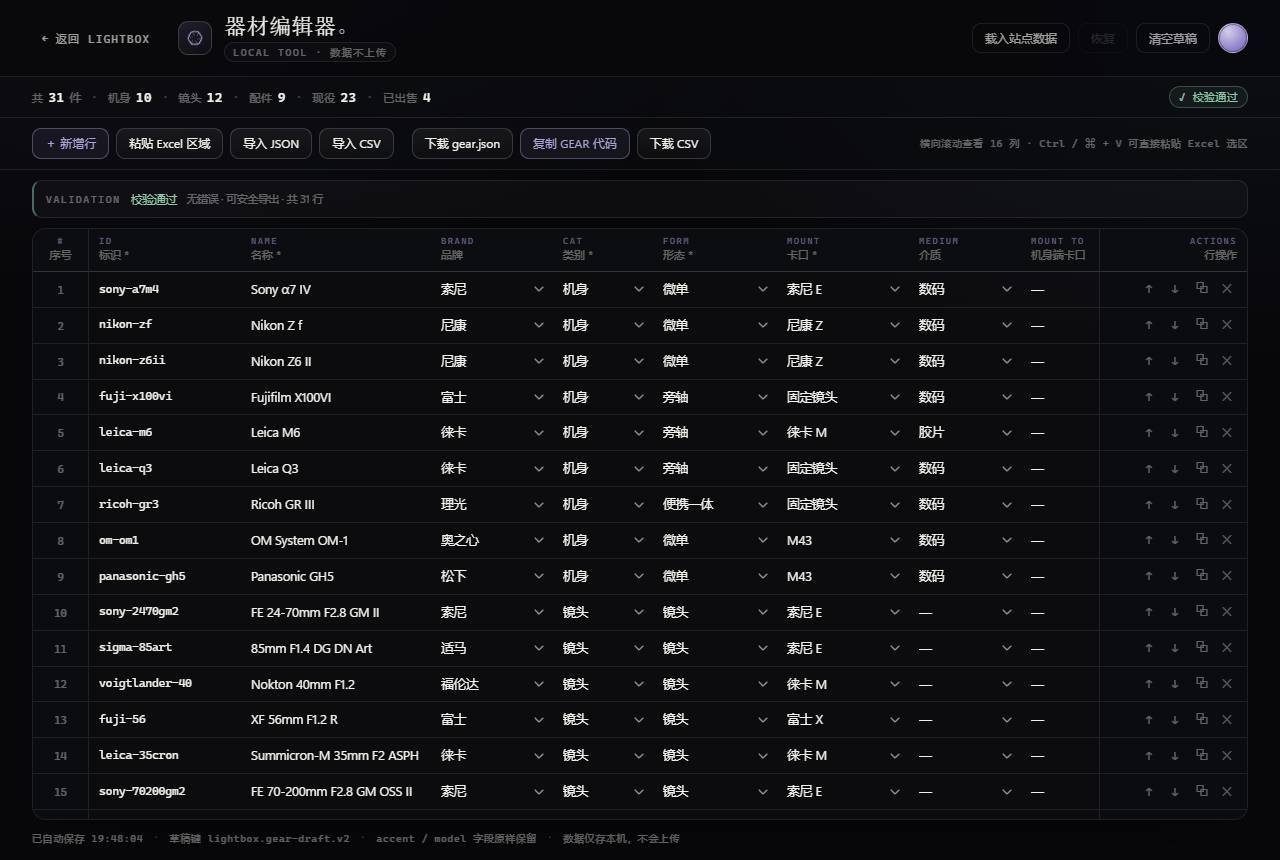 ← 返回 LIGHTBOX
器材编辑器。
LOCAL TOOL · 数据不上传
载入站点数据 恢复 清空草稿
共 31 件 · 机身 10 · 镜头 12 · 配件 9 · 现役 23 · 已出售 4
✓ 校验通过
+ 新增行 粘贴 Excel 区域 导入 JSON 导入 CSV 下载 gear.json 复制 GEAR 代码 下载 CSV
横向滚动查看 16 列 · Ctrl / ⌘ + V 可直接粘贴 Excel 选区
VALIDATION 校验通过 无错误 · 可安全导出 · 共 31 行
# ID NAME BRAND CAT FORM MOUNT MEDIUM MOUNT TO ACTIONS
序号 标识 * 名称 * 品牌 类别 * 形态 * 卡口 * 介质 机身端卡口 行操作
1 sony-a7m4 Sony α7 IV 索尼 机身 微单 索尼 E 数码 — ↑ ↓
2 nikon-zf Nikon Z f 尼康 机身 微单 尼康 Z 数码 — ↑ ↓
3 nikon-z6ii Nikon Z6 II 尼康 机身 微单 尼康 Z 数码 — ↑ ↓
4 fuji-x100vi Fujifilm X100VI 富士 机身 旁轴 固定镜头 数码 — ↑ ↓
5 leica-m6 Leica M6 徕卡 机身 旁轴 徕卡 M 胶片 — ↑ ↓
6 leica-q3 Leica Q3 徕卡 机身 旁轴 固定镜头 数码 — ↑ ↓
7 ricoh-gr3 Ricoh GR III 理光 机身 便携一体 固定镜头 数码 — ↑ ↓
8 om-om1 OM System OM-1 奥之心 机身 微单 M43 数码 — ↑ ↓
9 panasonic-gh5 Panasonic GH5 松下 机身 微单 M43 数码 — ↑ ↓
10 sony-2470gm2 FE 24-70mm F2.8 GM II 索尼 镜头 镜头 索尼 E — — ↑ ↓
11 sigma-85art 85mm F1.4 DG DN Art 适马 镜头 镜头 索尼 E — — ↑ ↓
12 voigtlander-40 Nokton 40mm F1.2 福伦达 镜头 镜头 徕卡 M — — ↑ ↓
13 fuji-56 XF 56mm F1.2 R 富士 镜头 镜头 富士 X — — ↑ ↓
14 leica-35cron Summicron-M 35mm F2 ASPH 徕卡 镜头 镜头 徕卡 M — — ↑ ↓
15 sony-70200gm2 FE 70-200mm F2.8 GM OSS II 索尼 镜头 镜头 索尼 E — — ↑ ↓
已自动保存 19:48:04 · 草稿键 lightbox.gear-draft.v2 · accent / model 字段原样保留 · 数据仅存本机，不会上传